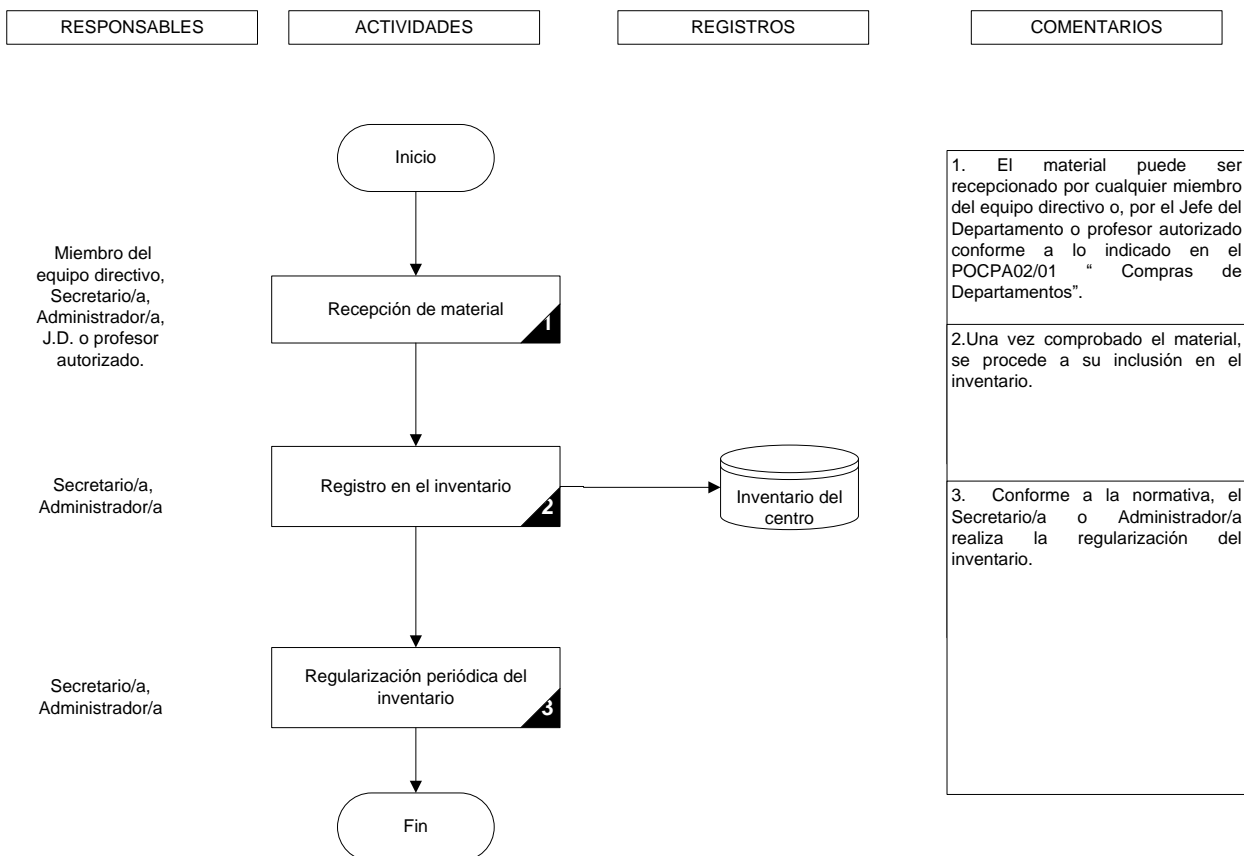 RESPONSABLES
ACTIVIDADES
REGISTROS
COMENTARIOS
Inicio
Miembro del
equipo directivo,
Secretario/a,
Administrador/a,
J.D. o profesor
autorizado.
Recepción de material
1
1. El material puede ser
recepcionado por cualquier miembro
del equipo directivo o, por el Jefe del
Departamento o profesor autorizado
conforme a lo indicado en el
POCPA02/01 “ Compras de
Departamentos”.
2.Una vez comprobado el material,
se procede a su inclusión en el
inventario.
Secretario/a,
Administrador/a
Registro en el inventario
2
Inventario del
centro
3. Conforme a la normativa, el
Secretario/a o Administrador/a
realiza la regularización del
inventario.
Secretario/a,
Administrador/a
Regularización periódica del
inventario
3
Fin